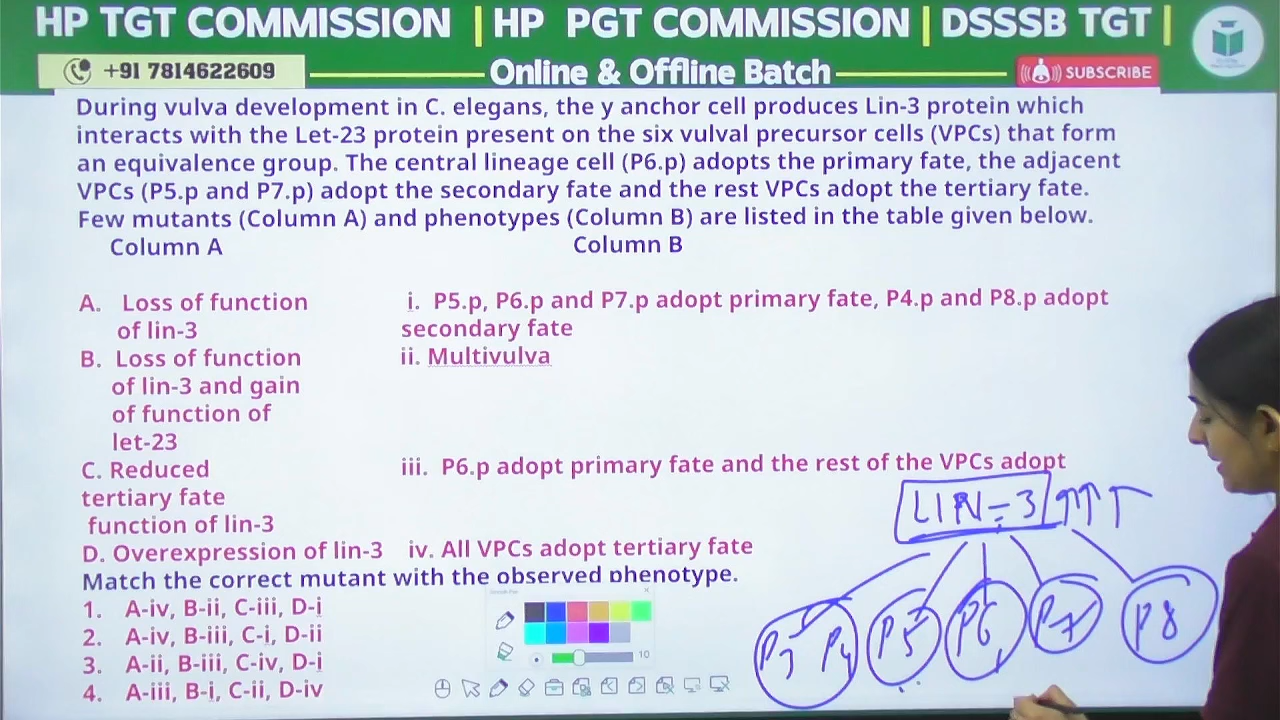 HP TGT COMMISSION | HP PGT COMMISSION | DSSSB TGT |
+91 7814622609 Online & Offline Batch SUBSCRIBE
During vulva development in C. elegans, the y anchor cell produces Lin-3 protein which
interacts with the Let-23 protein present on the six vulval precursor cells (VPCs) that form
an equivalence group. The central lineage cell (P6.p) adopts the primary fate, the adjacent
VPCs (P5.p and P7.p) adopt the secondary fate and the rest VPCs adopt the tertiary fate.
Few mutants (Column A) and phenotypes (Column B) are listed in the table given below.
Column A Column B
A. Loss of function i. P5.p, P6.p and P7.p adopt primary fate, P4.p and P8.p adopt
of lin-3 secondary fate
B. Loss of function ii. Multivulva
of lin-3 and gain
of function of
let-23
C. Reduced iii. P6.p adopt primary fate and the rest of the VPCs adopt
tertiary fate
function of lin-3
LIN-3
D. Overexpression of lin-3 iv. All VPCs adopt tertiary fate
Match the correct mutant with the observed phenotype.
1. A-iv, B-ii, C-iii, D-i
2. A-iv, B-iii, C-i, D-ii
3. A-ii, B-iii, C-iv, D-i
4. A-iii, B-i, C-ii, D-iv
10
P3 P4 P5 P6 P7 P8